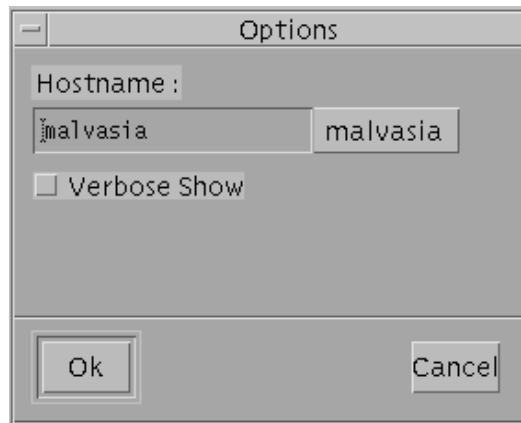 Options
Hostname :
malvasia malvasia
Verbose Show
Ok Cancel